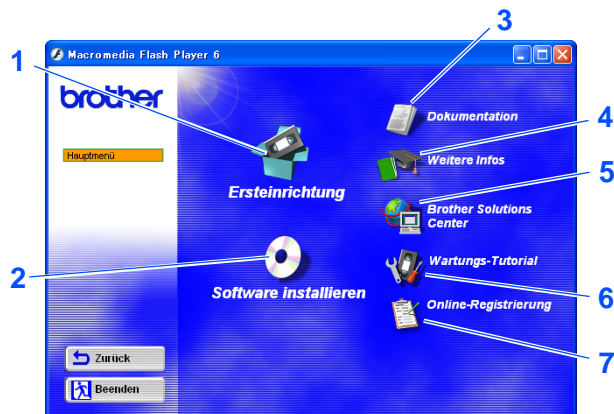 3
Macromedia Flash Player 6
1
brother
Dokumentation
4
Hauptmenü
Weitere Infos
5
Ersteinrichtung
Brother Solutions
Center
2
Wartungs-Tutorial
6
Software installieren
Online-Registrierung
7
Zurück
Beenden